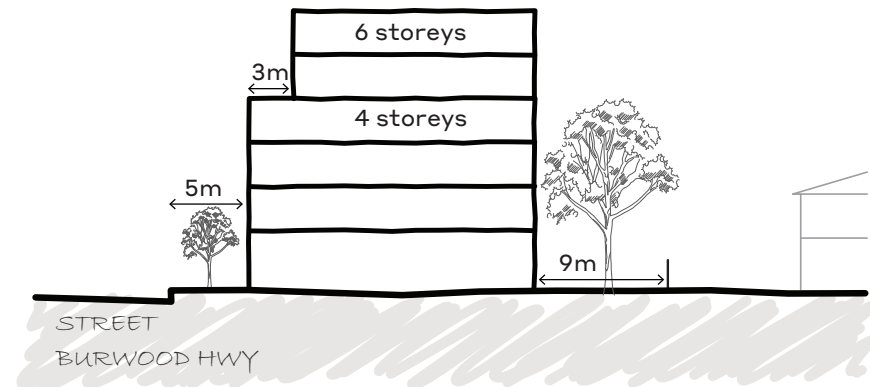 6 storeys
3m
4 storeys
5m
9m
STREET
BURWOOD HWY